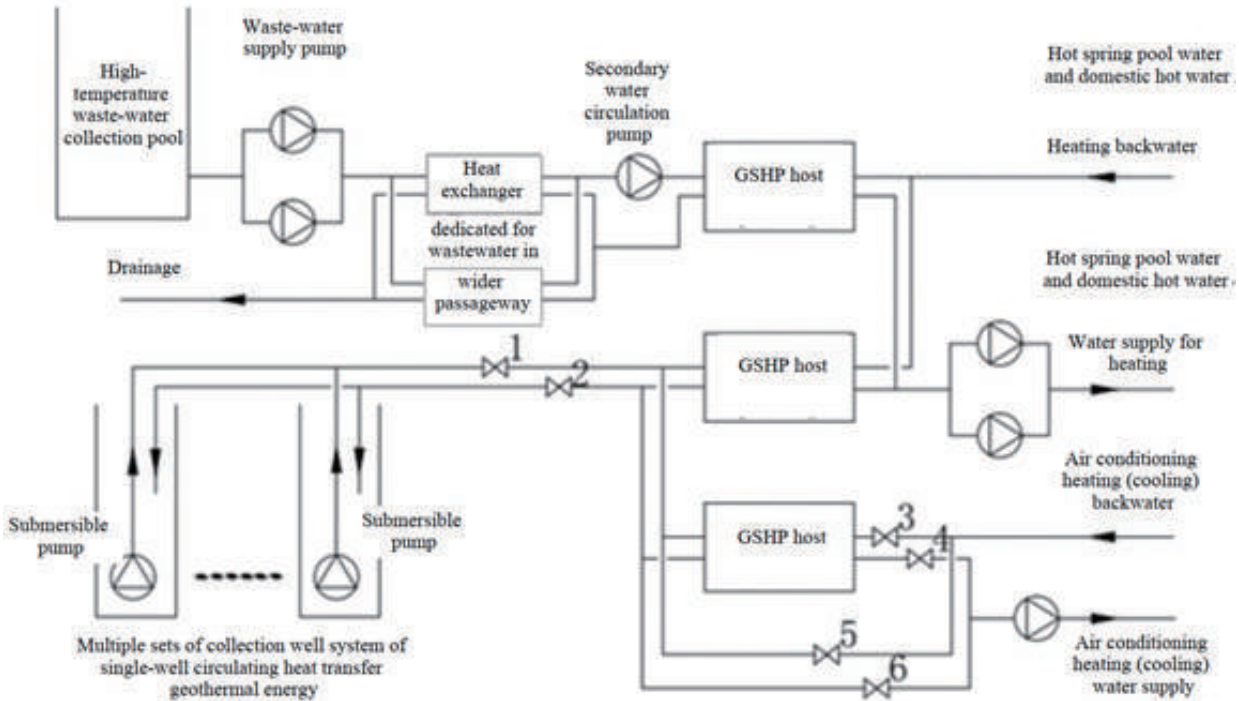 Waste-water
supply pump
High-
temperature
waste-water
collection pool
Secondary
water
circulation
pump
Hot spring pool water
and domestic hot water
Heat
exchanger
GSHP host
Heating backwater
dedicated for
wastewater in
Drainage
wider
passageway
Hot spring pool water
and domestic hot water
1
2
GSHP host
Water supply for
heating
Submersible
pump
Submersible
pump
GSHP host
3
4
Air conditioning
heating (cooling)
backwater
5
6
Multiple sets of collection well system of
single-well circulating heat transfer
geothermal energy
Air conditioning
heating (cooling)
water supply